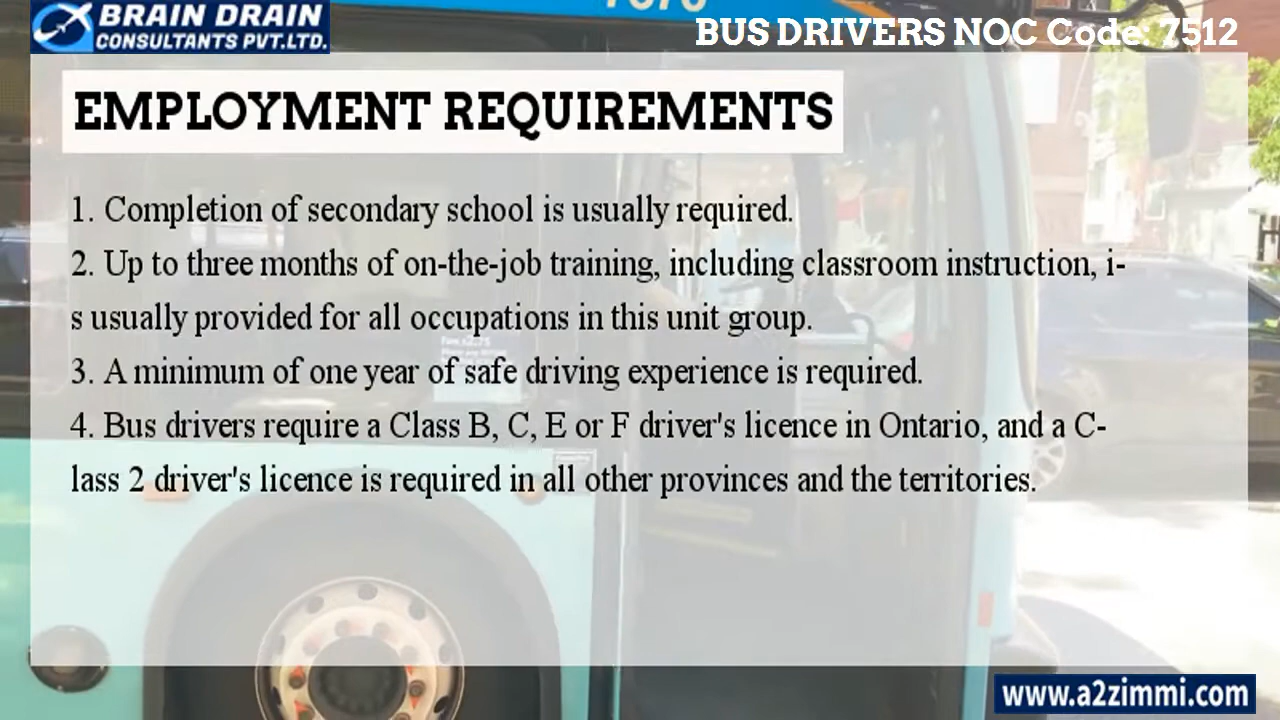 BRAIN DRAIN
CONSULTANTS PVT.LTD.
BUS DRIVERS NOC Code: 7512
EMPLOYMENT REQUIREMENTS
1. Completion of secondary school is usually required.
2. Up to three months of on-the-job training, including classroom instruction, i-
s usually provided for all occupations in this unit group.
3. A minimum of one year of safe driving experience is required.
4. Bus drivers require a Class B, C, E or F driver's licence in Ontario, and a C-
lass 2 driver's licence is required in all other provinces and the territories.
www.a2zimmi.com